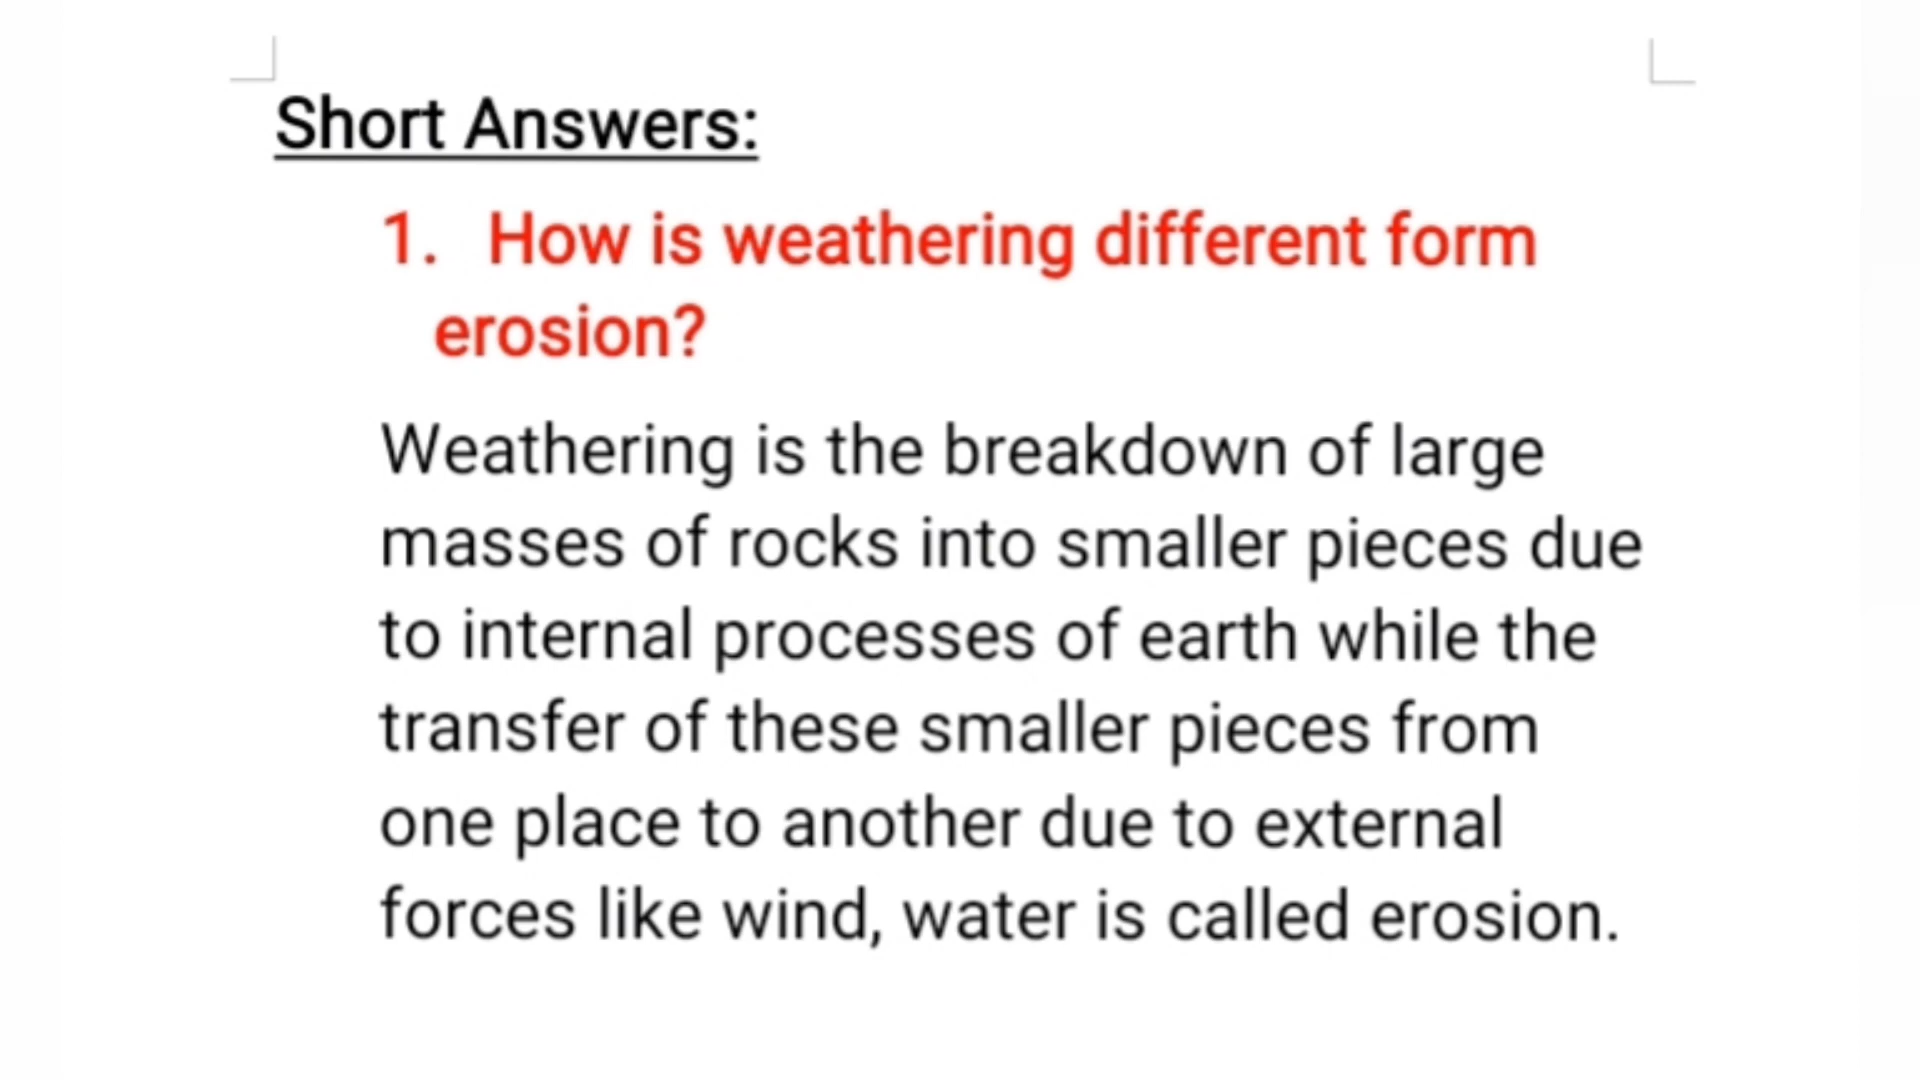 Short Answers:
1. How is weathering different form
erosion?
Weathering is the breakdown of large
masses of rocks into smaller pieces due
to internal processes of earth while the
transfer of these smaller pieces from
one place to another due to external
forces like wind, water is called erosion.